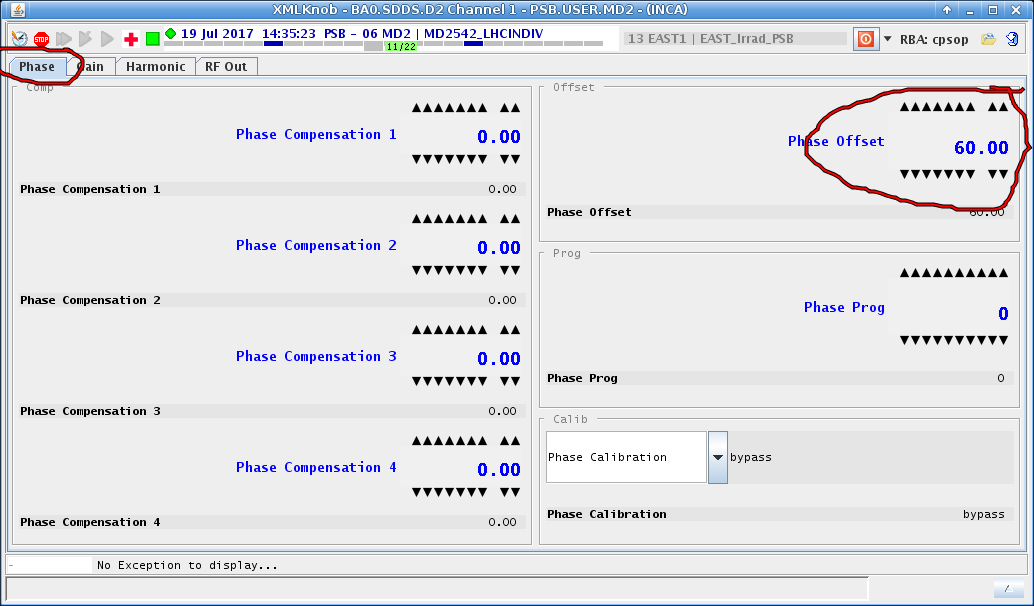 XMLKnob - BA0.SDDS.D2 Channel 1 - PSB.USER.MD2 - (INCA)
STOP
19 Jul 2017 14:35:23 PSB - 06 MD2 | MD2542_LHCINDIV
11/22
13 EAST1 | EAST_Irrad_PSB
RBA: cpsop
Phase
Gain
Harmonic
RF Out
Comp
Phase Compensation 1
0.00
Phase Compensation 1
0.00
Phase Compensation 2
0.00
Phase Compensation 2
0.00
Phase Compensation 3
0.00
Phase Compensation 3
0.00
Phase Compensation 4
0.00
Phase Compensation 4
0.00
Offset
Phase Offset
60.00
Phase Offset
60.00
Prog
Phase Prog
0
Phase Prog
0
Calib
Phase Calibration
bypass
Phase Calibration
bypass
-
No Exception to display...